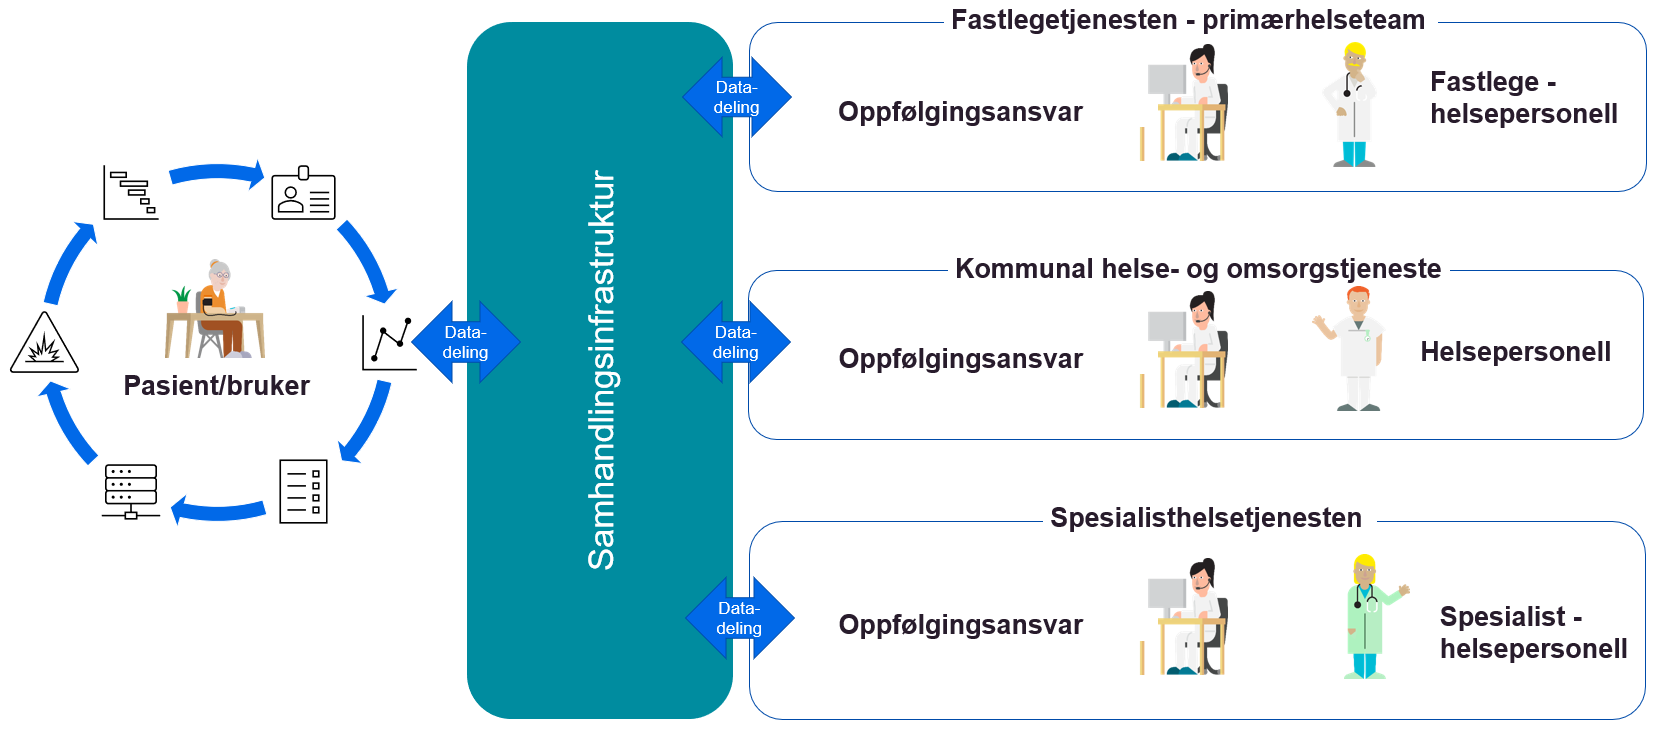 Pasient/bruker
Data-
deling
Samhandlingsinfrastruktur
Fastlegetjenesten - primærhelseteam
Data-
deling
Oppfølgingsansvar
Fastlege -
helsepersonell
Kommunal helse- og omsorgstjeneste
Data-
deling
Oppfølgingsansvar
Helsepersonell
Spesialisthelsetjenesten
Data-
deling
Oppfølgingsansvar
Spesialist -
helsepersonell